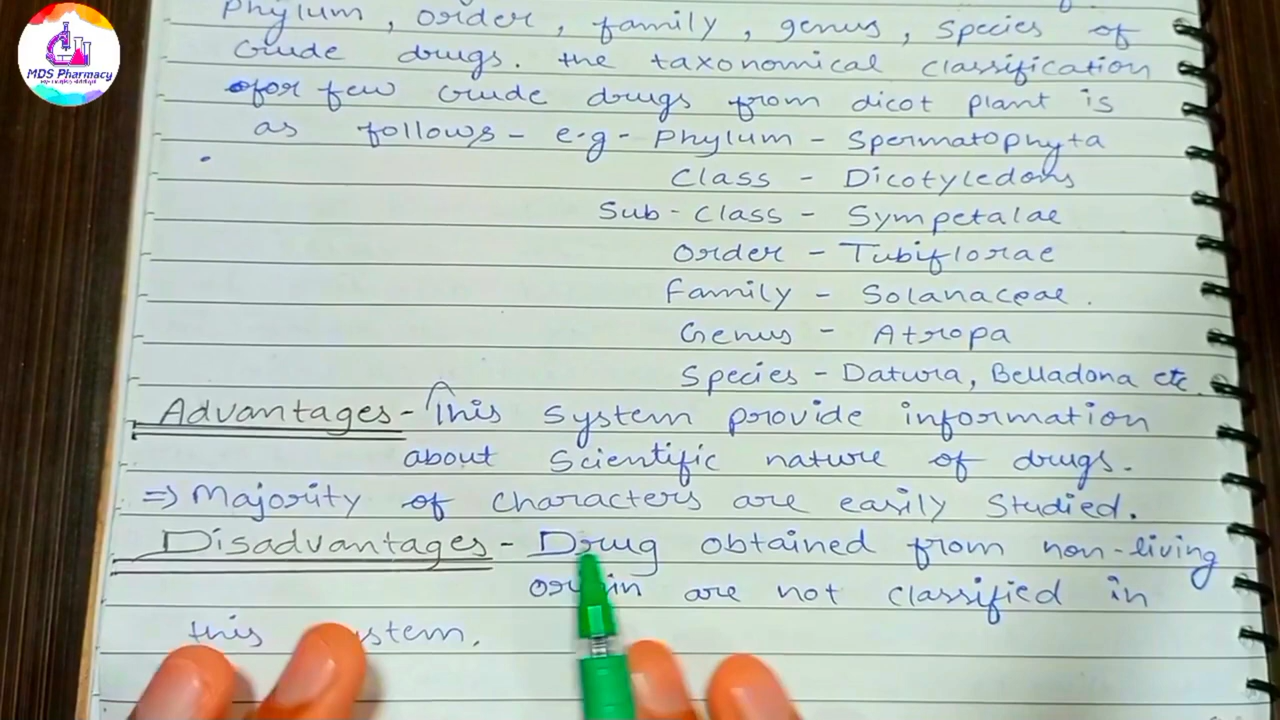 MDS Pharmacy
Phylum, order, family, genus, species of
crude drugs. the taxonomical classification
for few crude drugs from dicot plant is
as follows - e.g - Phylum - Spermatophyta
Class - Dicotyledons
Sub-Class - Sympetalae
Order - Tubiflorae
Family - Solanaceae.
Genus - Atropa
Species - Datura, Belladona etc.
Advantages - This system provide information
about Scientific nature of drugs.
⇒ Majority of characters are easily studied.
Disadvantages - Drug obtained from non-living
are not classified in
this